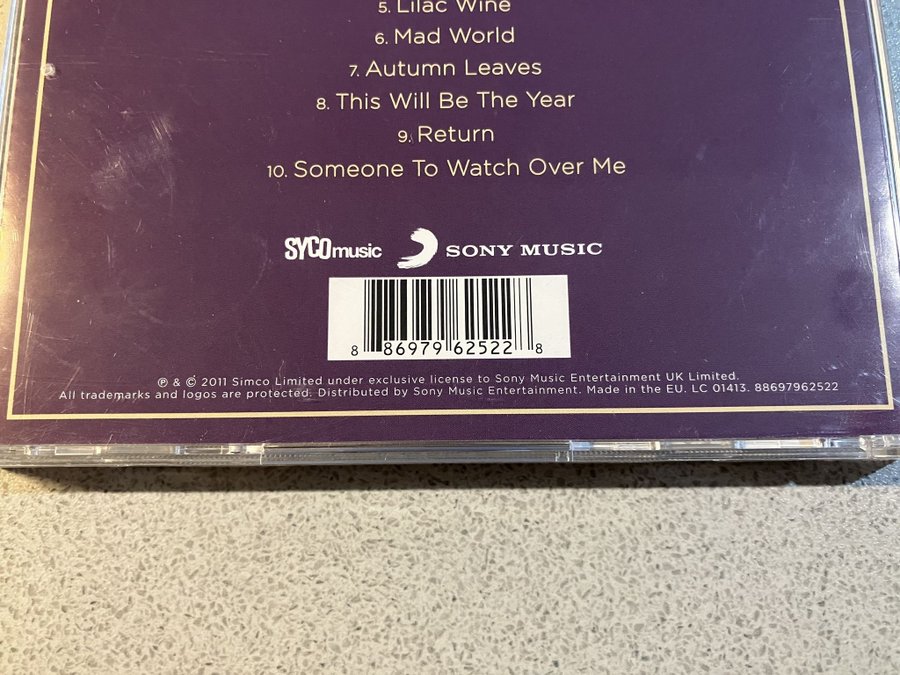 5. Lilac Wine
6. Mad World
7. Autumn Leaves
8. This Will Be The Year
9. Return
10. Someone To Watch Over Me
SYCOmusic SONY MUSIC
8 86979 62522 8
℗ & © 2011 Simco Limited under exclusive license to Sony Music Entertainment UK Limited.
All trademarks and logos are protected. Distributed by Sony Music Entertainment. Made in the EU. LC 01413. 88697962522